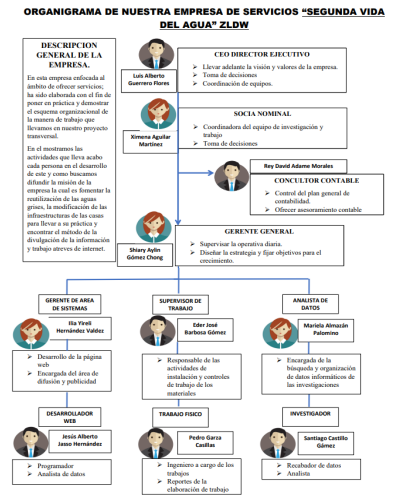 ORGANIGRAMA DE NUESTRA EMPRESA DE SERVICIOS “SEGUNDA VIDA
DEL AGUA” ZLDW
DESCRIPCION
GENERAL DE LA
EMPRESA.
En esta empresa enfocada al
ámbito de ofrecer servicios;
ha sido elaborada con el fin de
poner en práctica y demostrar
el esquema organizacional de
la manera de trabajo que
llevamos en nuestro proyecto
transversal.
En el mostramos las
actividades que lleva acabo
cada persona en el desarrollo
de este y como buscamos
difundir la misión de la
empresa la cual es fomentar la
reutilización de las aguas
grises, la modificación de las
infraestructuras de las casas
para llevar a su práctica y
encontrar el método de la
divulgación de la información
y trabajo atreves de internet.
Luis Alberto
Guerrero Flores
CEO DIRECTOR EJECUTIVO
➢ Llevar adelante la visión y valores de la empresa.
➢ Toma de decisiones
➢ Coordinación de equipos.
Ximena Aguilar
Martínez
SOCIA NOMINAL
➢ Coordinadora del equipo de investigación y
trabajo
➢ Toma de decisiones
Rey David Adame Morales
CONCULTOR CONTABLE
➢ Control del plan general de
contabilidad.
➢ Ofrecer asesoramiento contable
Shiary Aylin
Gómez Chong
GERENTE GENERAL
➢ Supervisar la operativa diaria.
➢ Diseñar la estrategia y fijar objetivos para el
crecimiento.
GERENTE DE AREA
DE SISTEMAS
Ilia Yirell
Hernández Valdez
➢ Desarrollo de la página
web
➢ Encargada del área de
difusión y publicidad
SUPERVISOR DE
TRABAJO
Eder José
Barbosa Gómez
➢ Responsable de las
actividades de
instalación y controles
de trabajo de los
materiales
ANALISTA DE
DATOS
Mariela Almazán
Palomino
➢ Encargada de la
búsqueda y organización
de datos informáticos de
las investigaciones
DESARROLLADOR
WEB
Jesús Alberto
Jasso Hernández
➢ Programador
➢ Analista de datos
TRABAJO FISICO
Pedro Garza
Casillas
➢ Ingeniero a cargo de los
trabajos
➢ Reportes de la
elaboración de trabajo
INVESTIGADOR
Santiago Castillo
Gámez
➢ Recabador de datos
➢ Analista